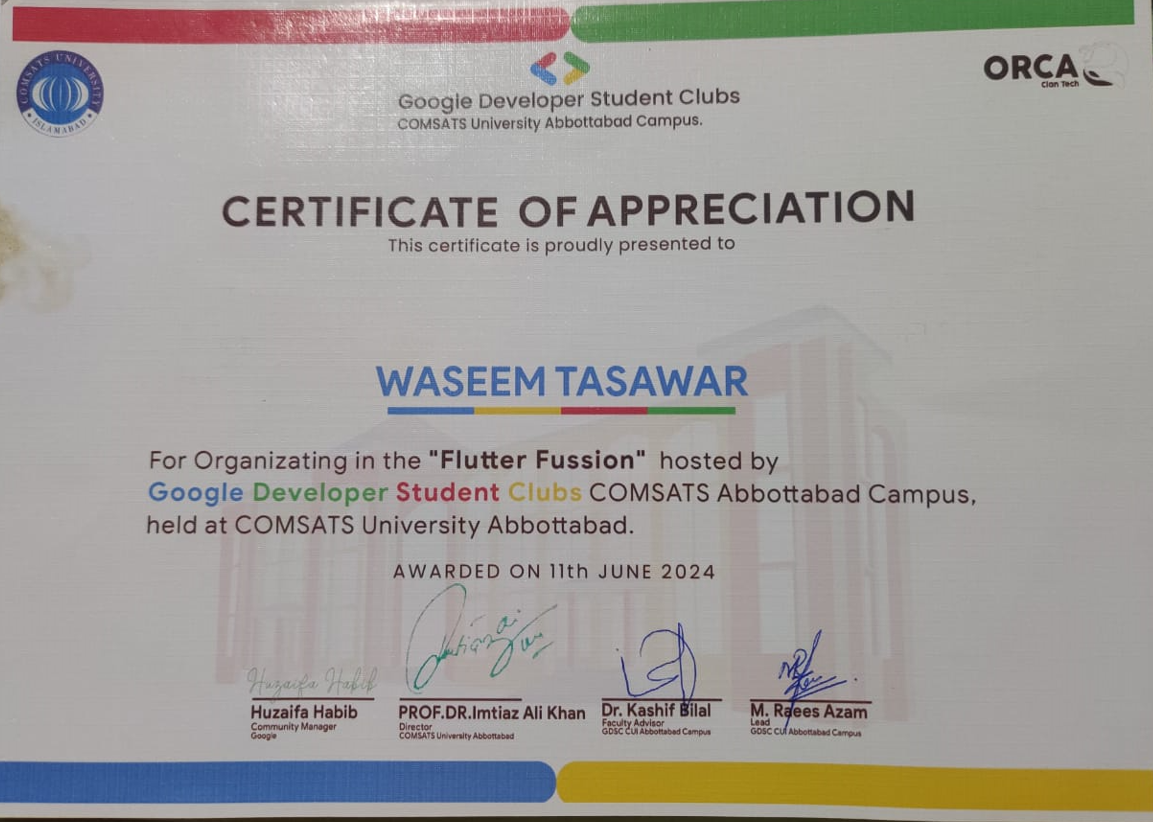 COMSATS UNIVERSITY
ISLAMABAD
ORCA
Clan Tech
Google Developer Student Clubs
COMSATS University Abbottabad Campus.
CERTIFICATE OF APPRECIATION
This certificate is proudly presented to
WASEEM TASAWAR
For Organizating in the "Flutter Fussion" hosted by
Google Developer Student Clubs COMSATS Abbottabad Campus,
held at COMSATS University Abbottabad.
AWARDED ON 11th JUNE 2024
Huzaifa Habib
Huzaifa Habib
Community Manager
Google
PROF.DR.Imtiaz Ali Khan
Director
COMSATS University Abbottabad
Dr. Kashif Bilal
Faculty Advisor
GDSC CUI Abbottabad Campus
M. Raees Azam
Lead
GDSC CUI Abbottabad Campus